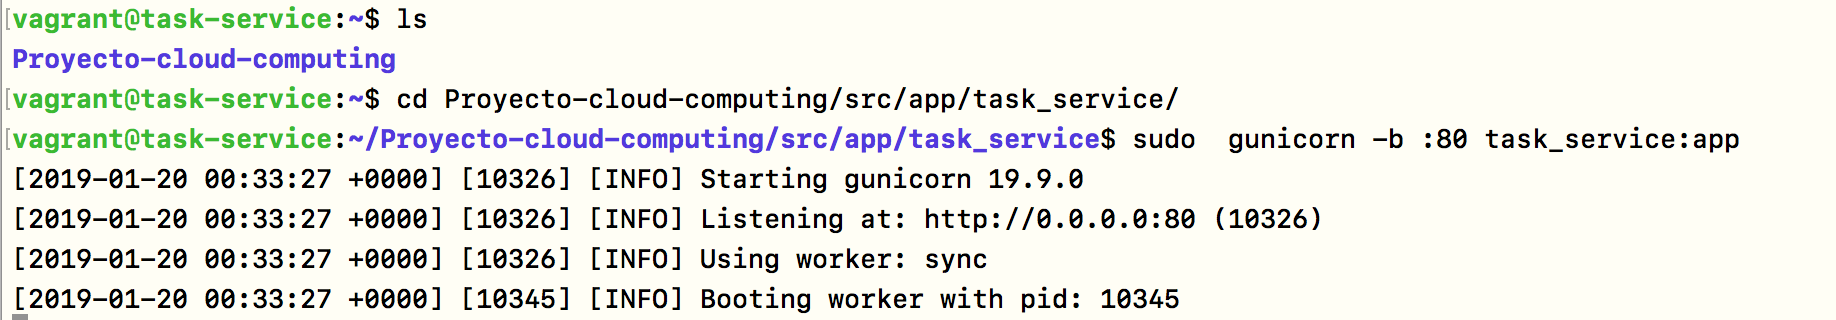 [vagrant@task-service:~$ ls
Proyecto-cloud-computing
[vagrant@task-service:~$ cd Proyecto-cloud-computing/src/app/task_service/
[vagrant@task-service:~/Proyecto-cloud-computing/src/app/task_service$ sudo  gunicorn -b :80 task_service:app
[2019-01-20 00:33:27 +0000] [10326] [INFO] Starting gunicorn 19.9.0
[2019-01-20 00:33:27 +0000] [10326] [INFO] Listening at: http://0.0.0.0:80 (10326)
[2019-01-20 00:33:27 +0000] [10326] [INFO] Using worker: sync
[2019-01-20 00:33:27 +0000] [10345] [INFO] Booting worker with pid: 10345